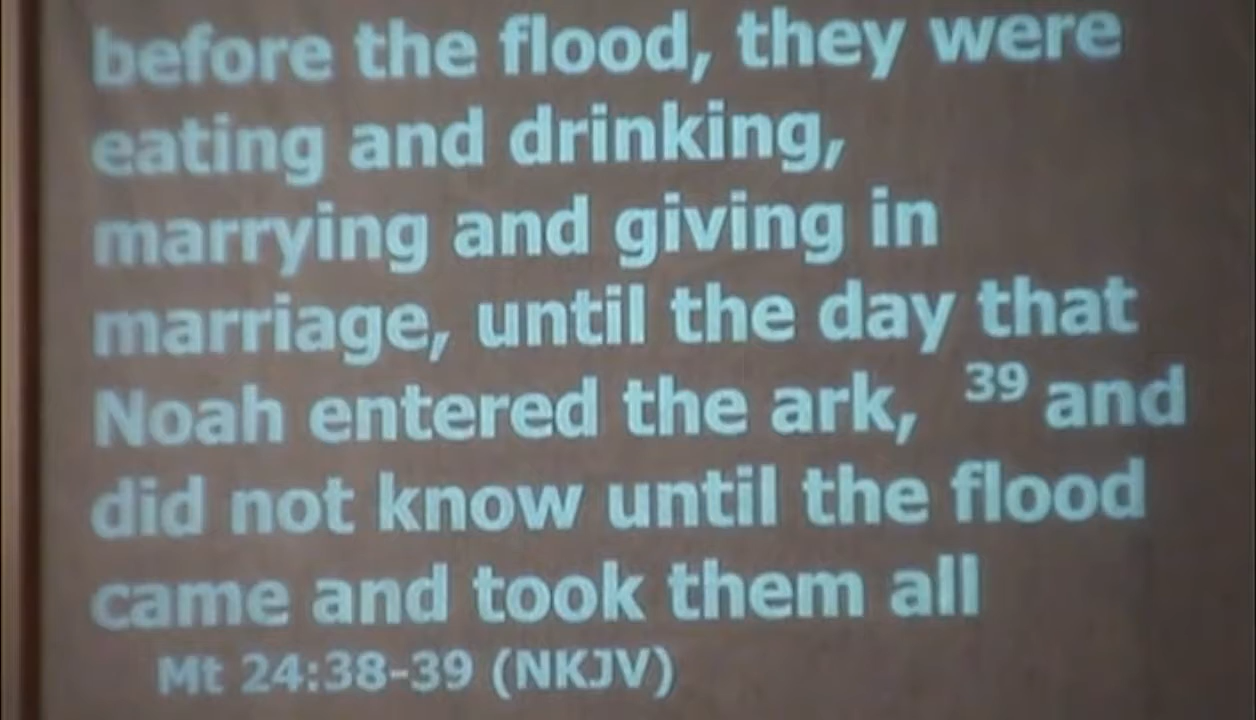 before the flood, they were
eating and drinking,
marrying and giving in
marriage, until the day that
Noah entered the ark, 39 and
did not know until the flood
came and took them all
Mt 24:38-39 (NKJV)